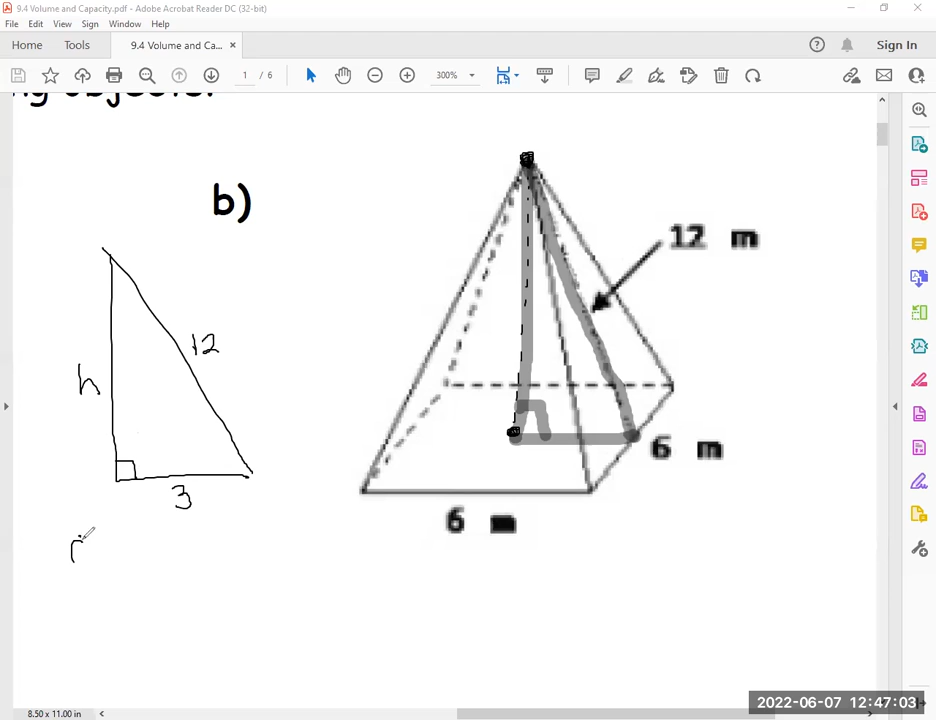 9.4 Volume and Capacity.pdf - Adobe Acrobat Reader DC (32-bit)
File Edit View Sign Window Help
Home Tools 9.4 Volume and Ca... × Sign In
1 / 6 300%
objects.
b)
12 m
12
h
6 m
3
6 m
8.50 x 11.00 in
2022-06-07 12:47:03